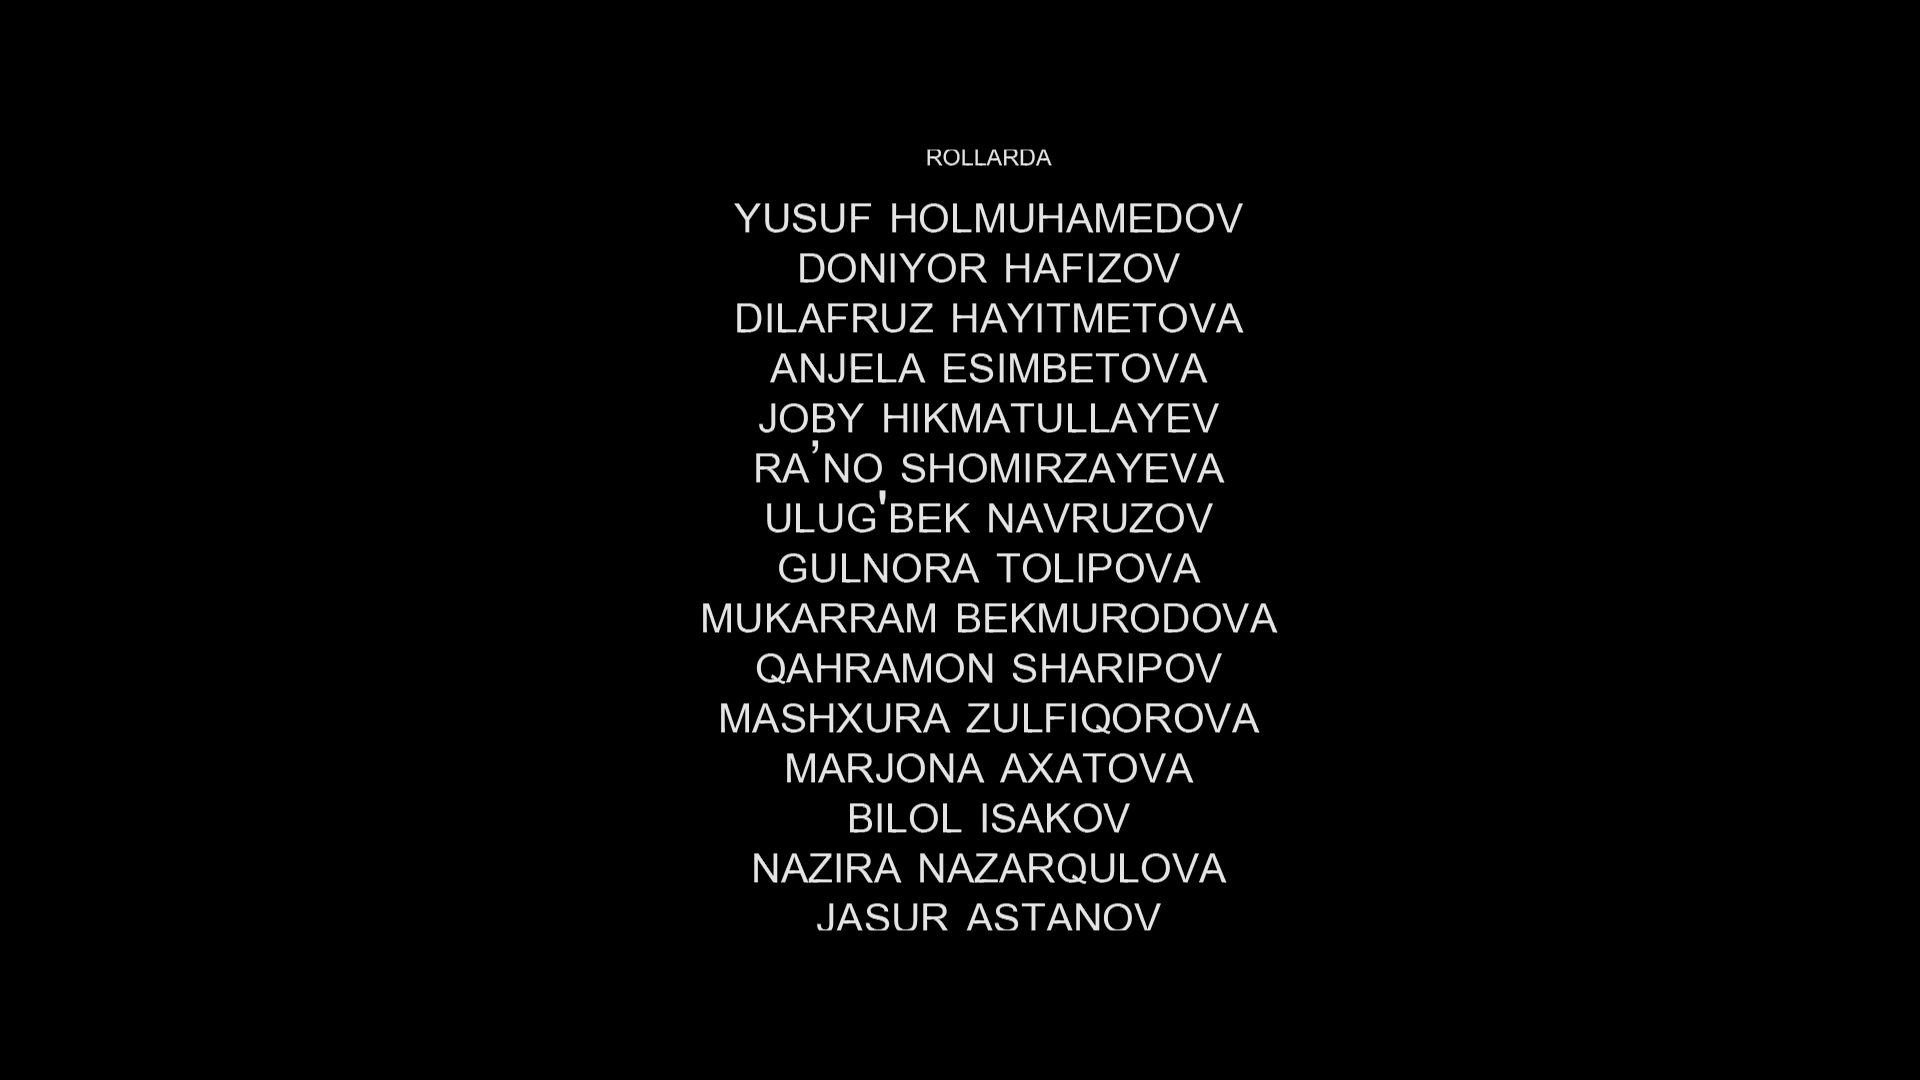 ROLLARDA
YUSUF HOLMUHAMEDOV
DONIYOR HAFIZOV
DILAFRUZ HAYITMETOVA
ANJELA ESIMBETOVA
JOBY HIKMATULLAYEV
RA’NO SHOMIRZAYEVA
ULUG'BEK NAVRUZOV
GULNORA TOLIPOVA
MUKARRAM BEKMURODOVA
QAHRAMON SHARIPOV
MASHXURA ZULFIQOROVA
MARJONA AXATOVA
BILOL ISAKOV
NAZIRA NAZARQULOVA
JASUR ASTANOV